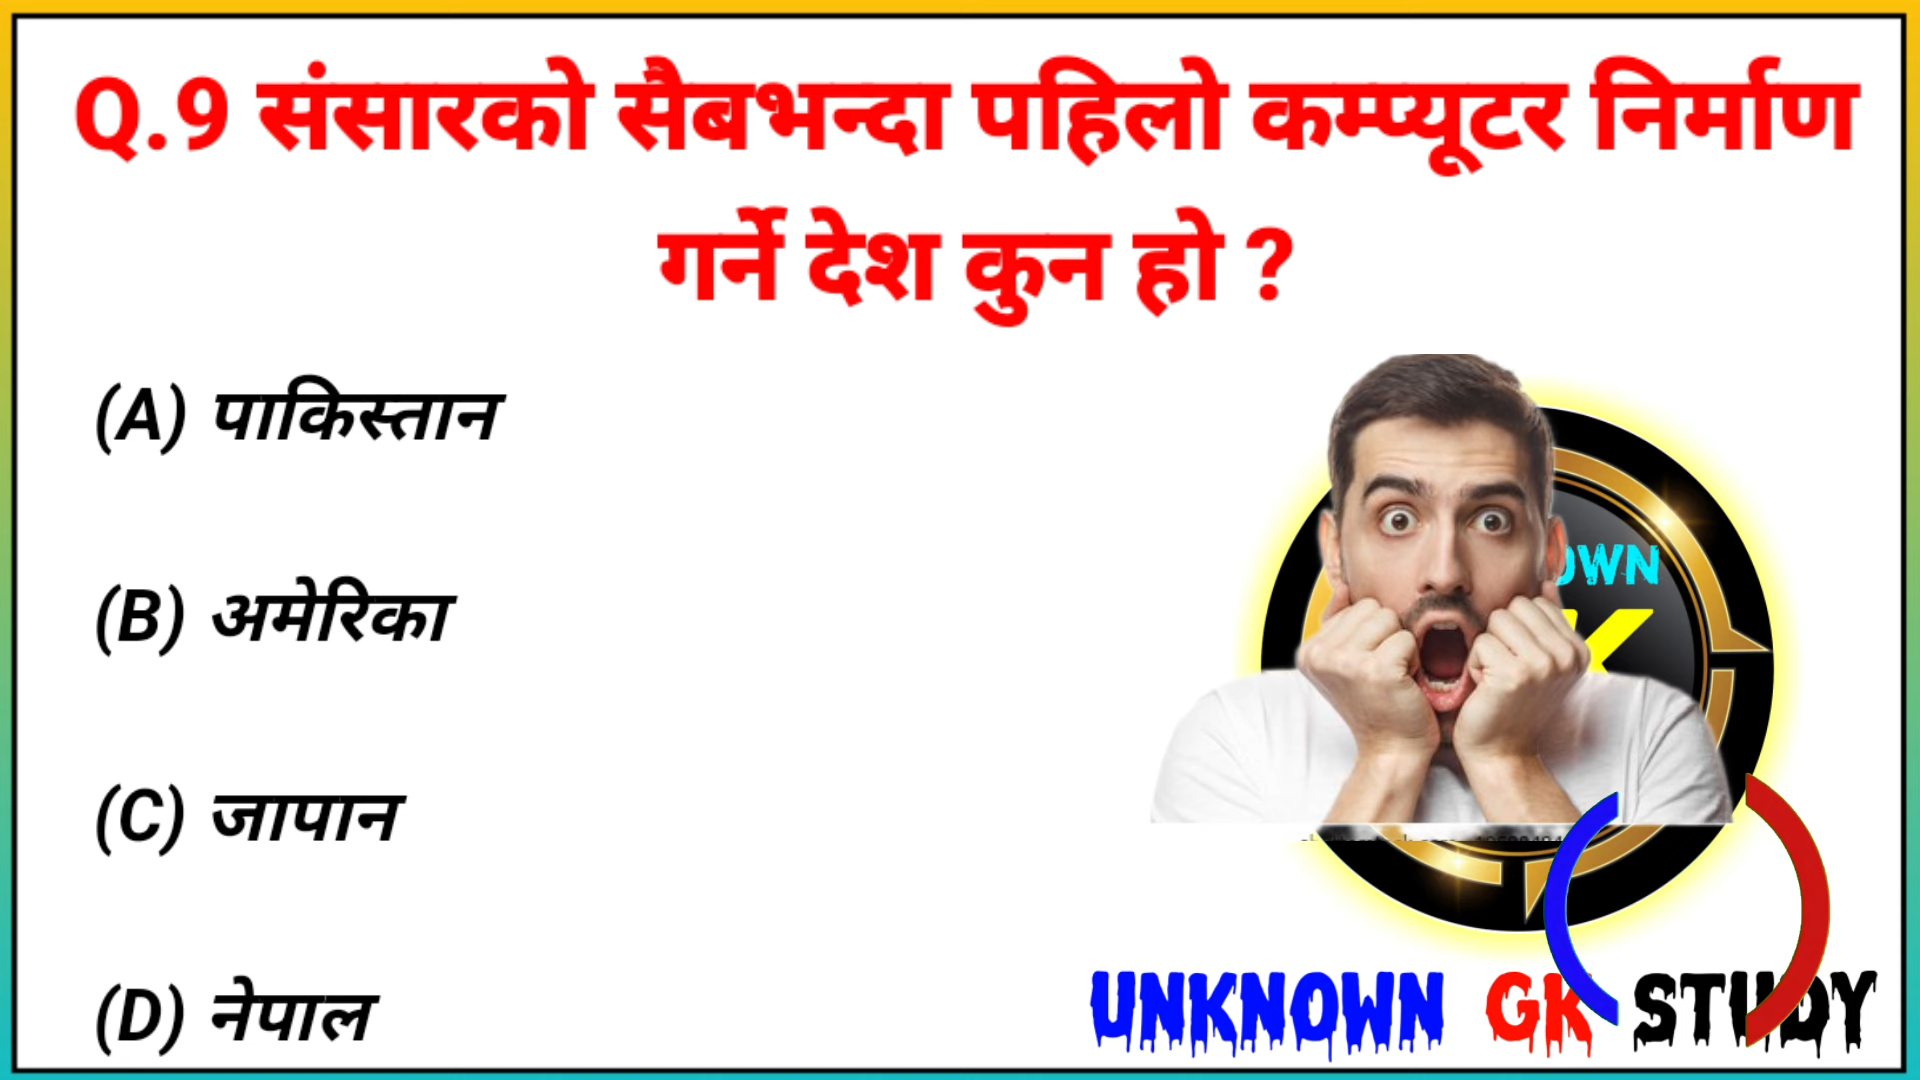 Q.9 संसारको सैबभन्दा पहिलो कम्प्यूटर निर्माण
गर्ने देश कुन हो ?
(A) पाकिस्तान
(B) अमेरिका
(C) जापान
(D) नेपाल
UNKNOWN GK STUDY